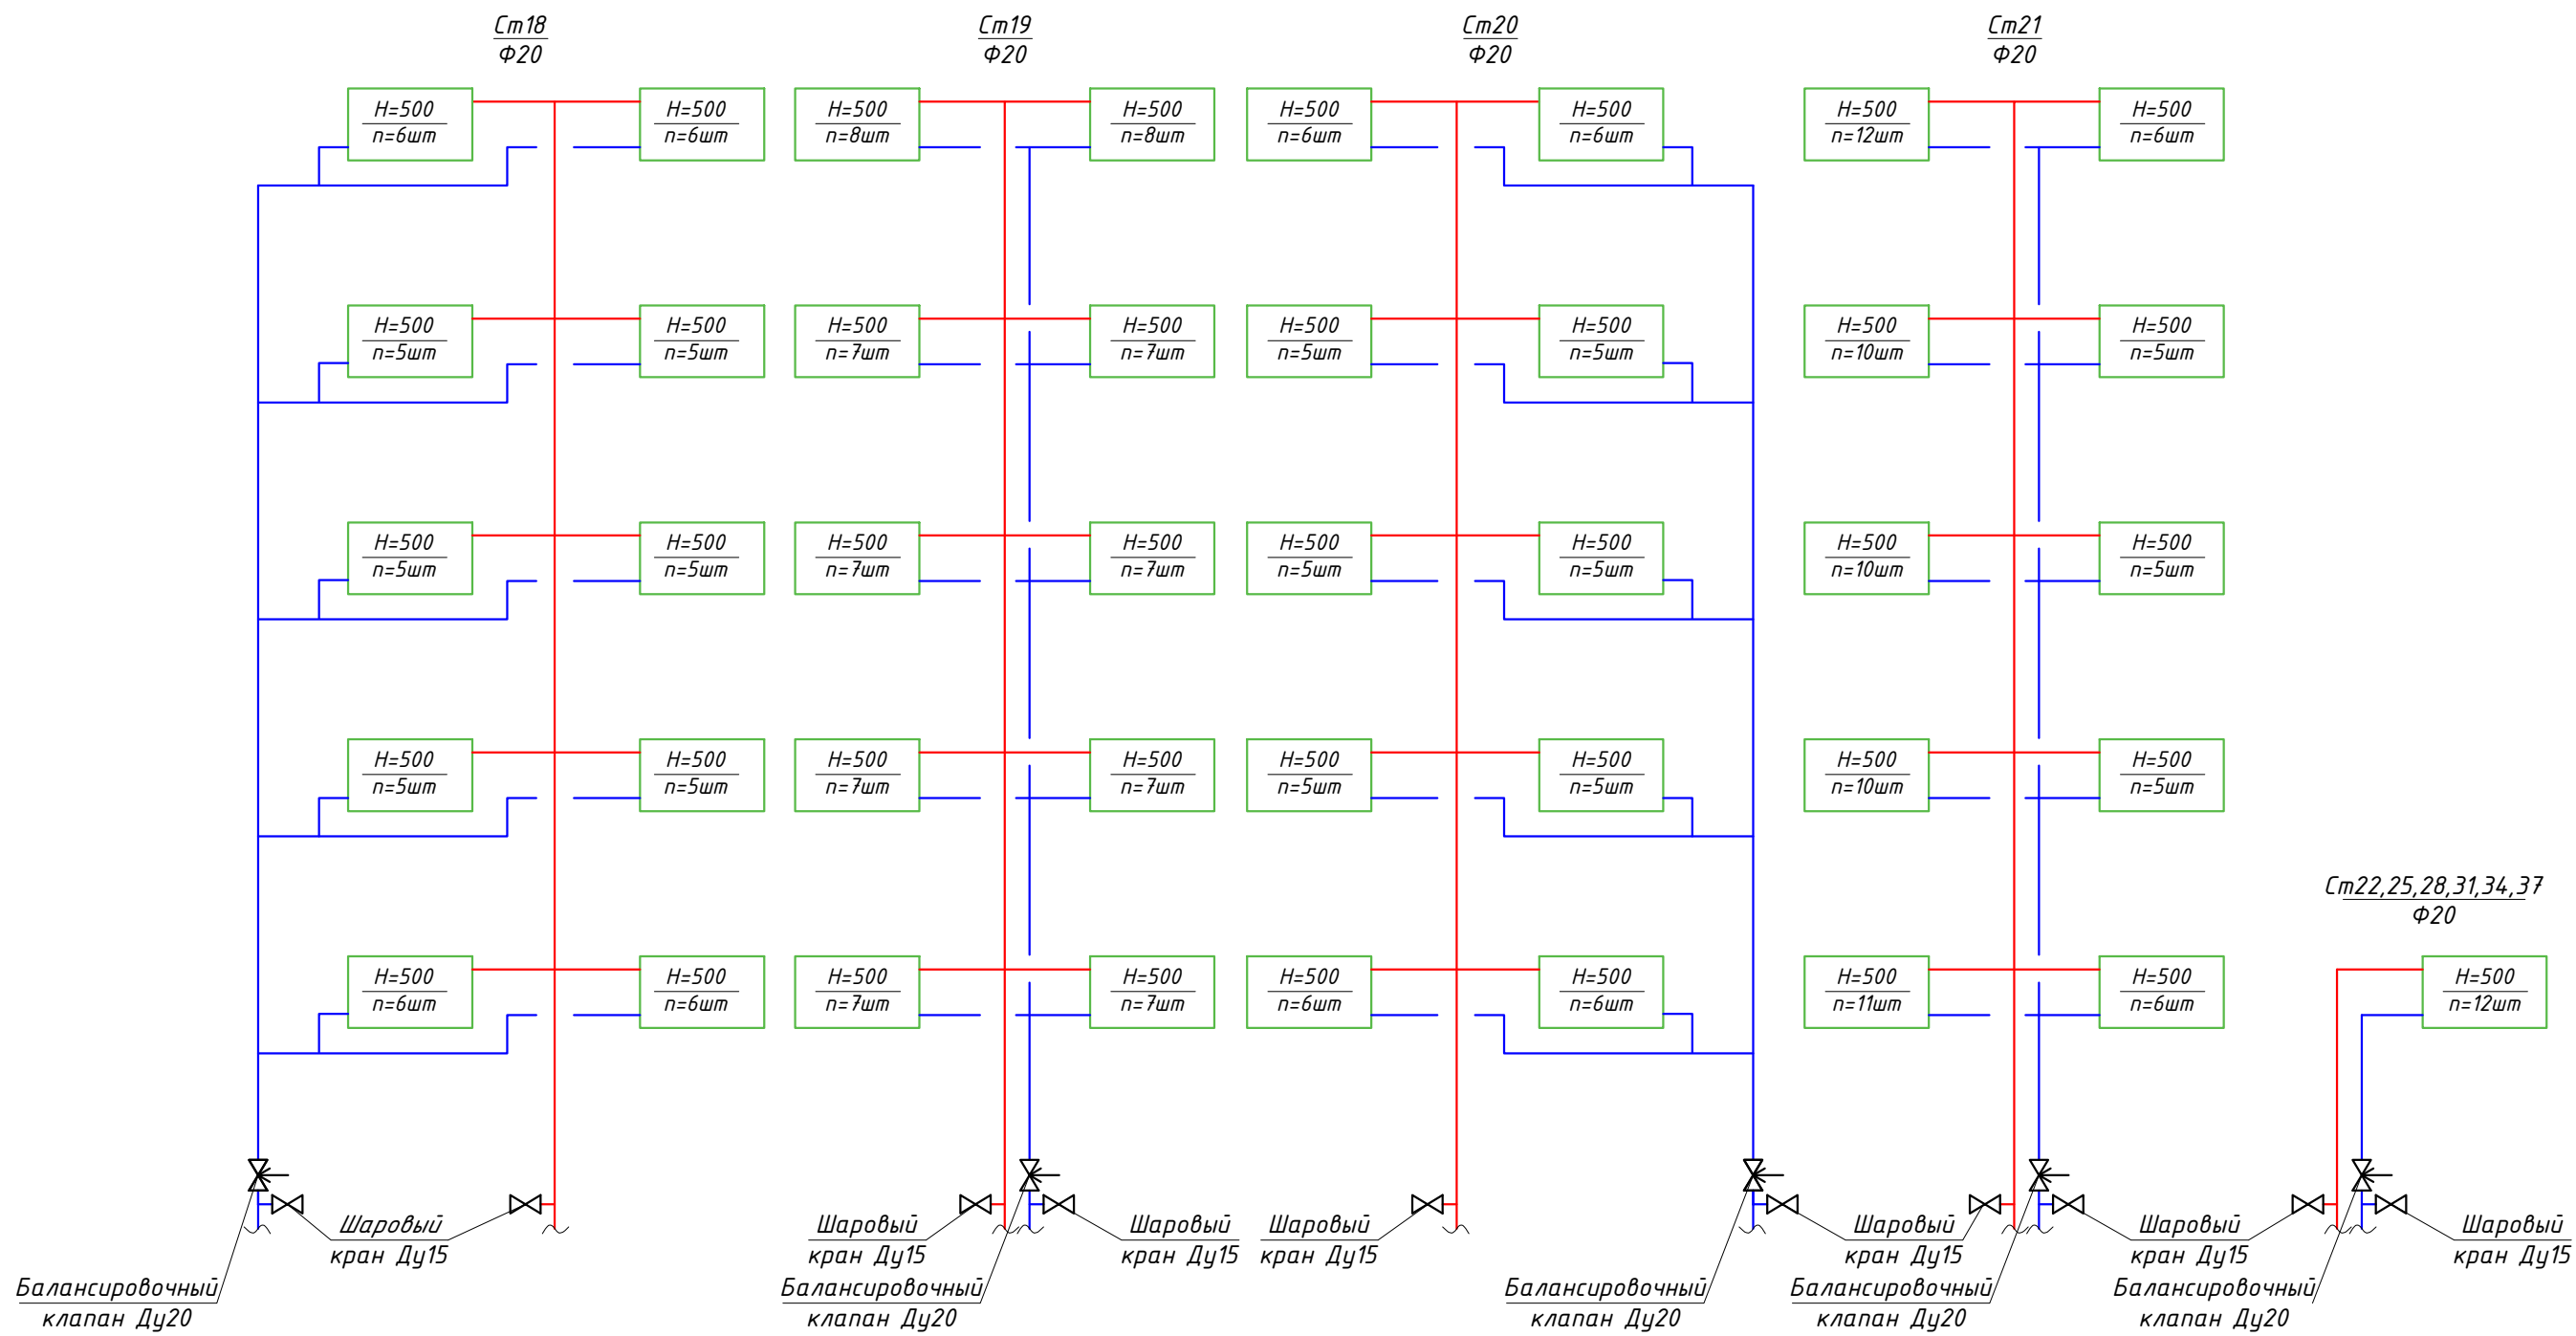 Ст18
Ф20
Ст19
Ф20
Ст20
Ф20
Ст21
Ф20
H=500
n=6шт
H=500
n=6шт
H=500
n=8шт
H=500
n=8шт
H=500
n=6шт
H=500
n=6шт
H=500
n=12шт
H=500
n=6шт
H=500
n=5шт
H=500
n=5шт
H=500
n=7шт
H=500
n=7шт
H=500
n=5шт
H=500
n=5шт
H=500
n=10шт
H=500
n=5шт
H=500
n=5шт
H=500
n=5шт
H=500
n=7шт
H=500
n=7шт
H=500
n=5шт
H=500
n=5шт
H=500
n=10шт
H=500
n=5шт
H=500
n=5шт
H=500
n=5шт
H=500
n=7шт
H=500
n=7шт
H=500
n=5шт
H=500
n=5шт
H=500
n=10шт
H=500
n=5шт
Ст22,25,28,31,34,37
Ф20
H=500
n=6шт
H=500
n=6шт
H=500
n=7шт
H=500
n=7шт
H=500
n=6шт
H=500
n=6шт
H=500
n=11шт
H=500
n=6шт
H=500
n=12шт
Шаровый
кран Ду15
Шаровый
кран Ду15
Шаровый
кран Ду15
Шаровый
кран Ду15
Шаровый
кран Ду15
Шаровый
кран Ду15
Шаровый
кран Ду15
Балансировочный
клапан Ду20
Балансировочный
клапан Ду20
Балансировочный
клапан Ду20
Балансировочный
клапан Ду20
Балансировочный
клапан Ду20